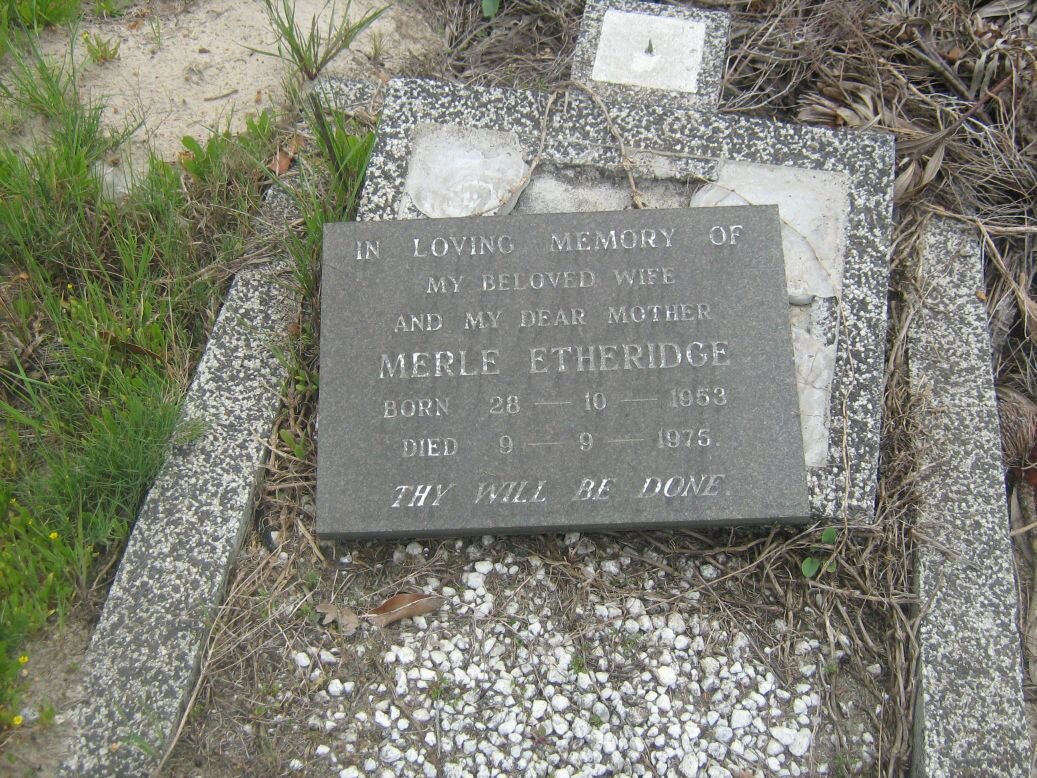 IN LOVING MEMORY OF
MY BELOVED WIFE
AND MY DEAR MOTHER
MERLE ETHERIDGE
BORN 28 — 10 — 1953
DIED 9 — 9 — 1975.
THY WILL BE DONE.